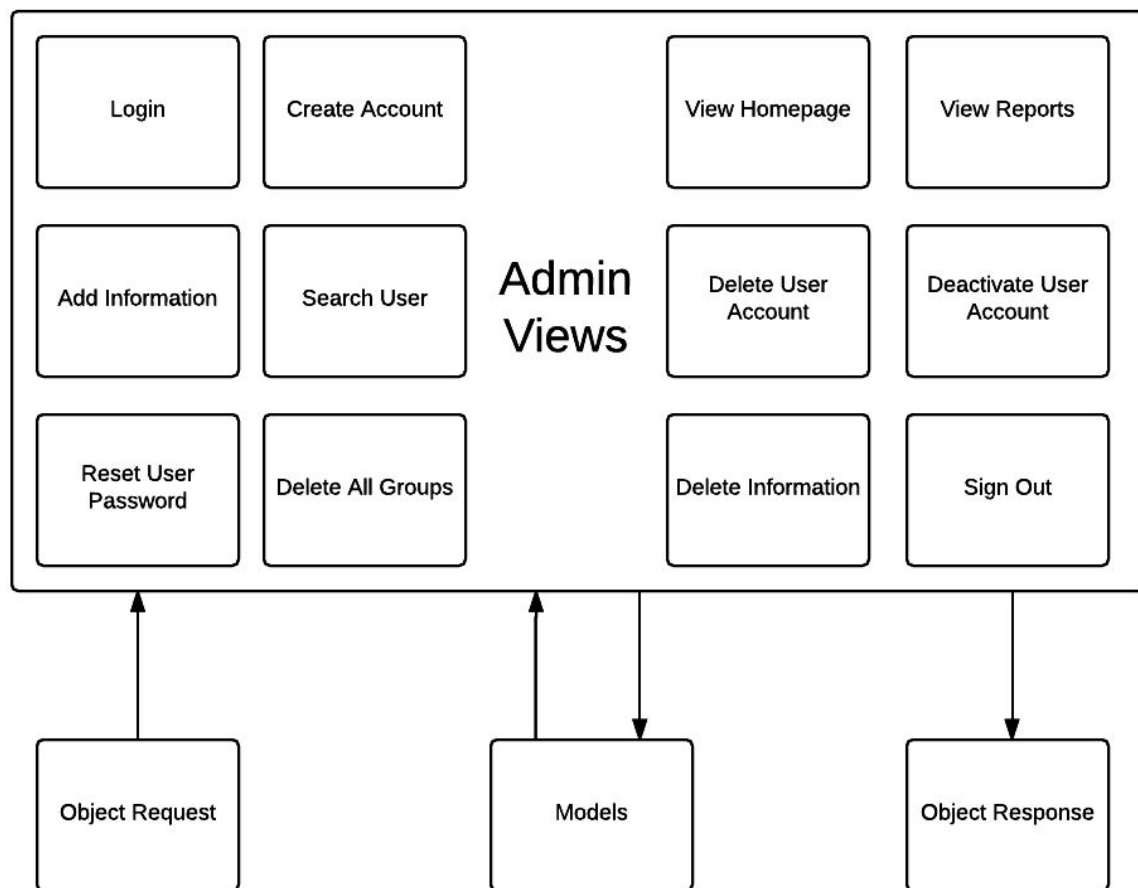 Login
Create Account
View Homepage
View Reports
Add Information
Search User
Admin
Views
Delete User
Account
Deactivate User
Account
Reset User
Password
Delete All Groups
Delete Information
Sign Out
Object Request
Models
Object Response